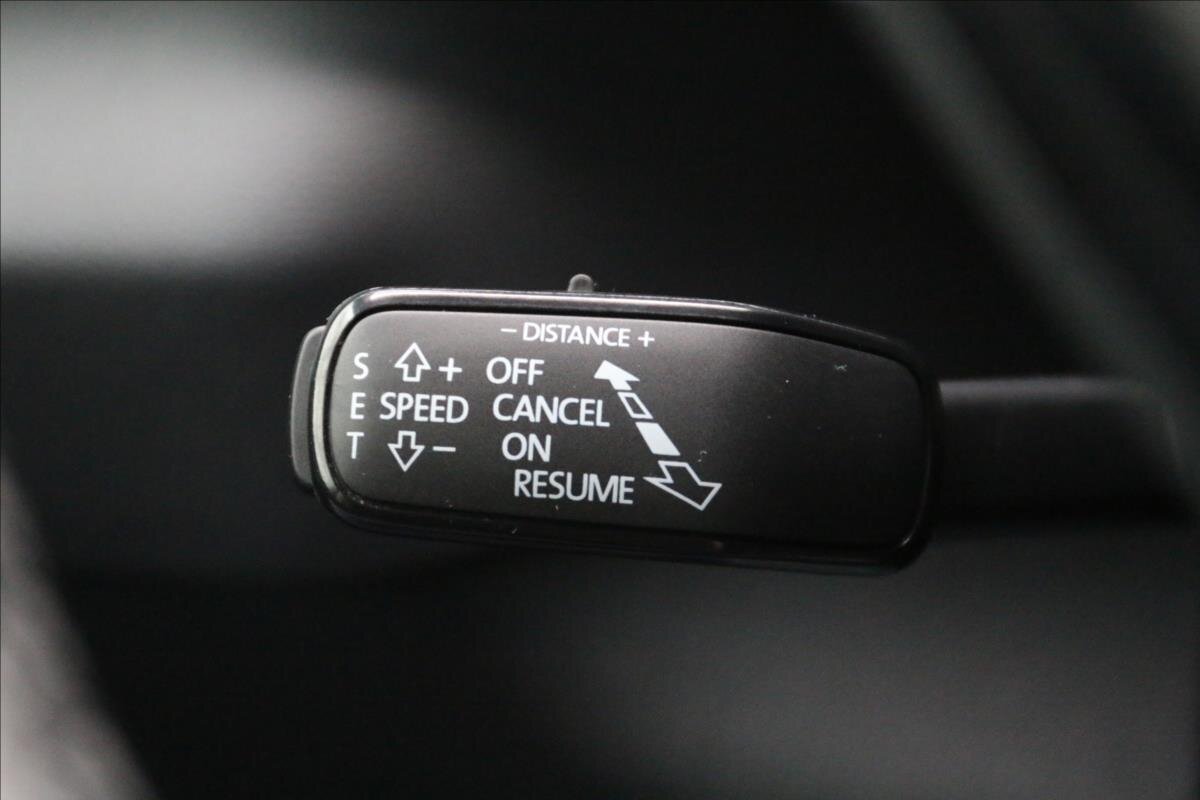 - DISTANCE +
S + OFF
E SPEED CANCEL
T - ON
RESUME